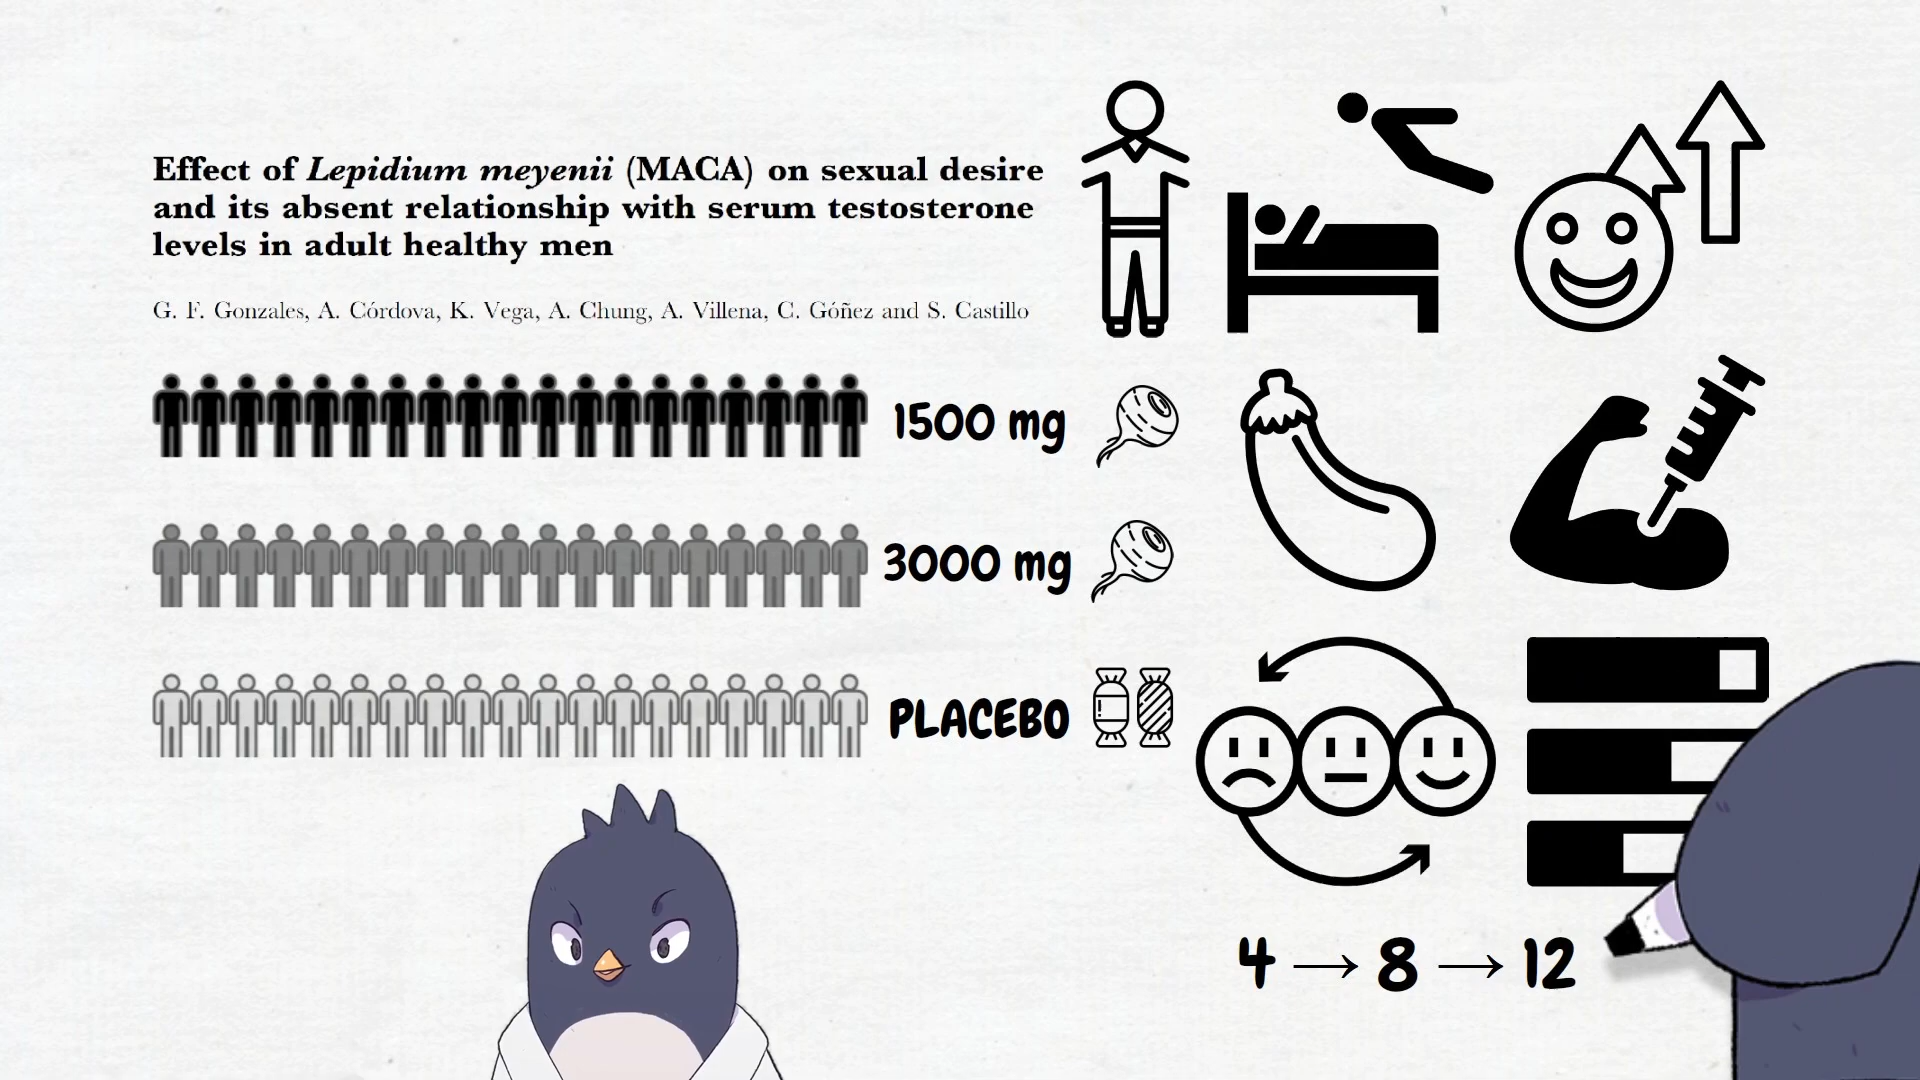 Effect of Lepidium meyenii (MACA) on sexual desire
and its absent relationship with serum testosterone
levels in adult healthy men
G. F. Gonzales, A. Córdova, K. Vega, A. Chung, A. Villena, C. Góñez and S. Castillo
1500 mg
3000 mg
PLACEBO
4 → 8 → 12